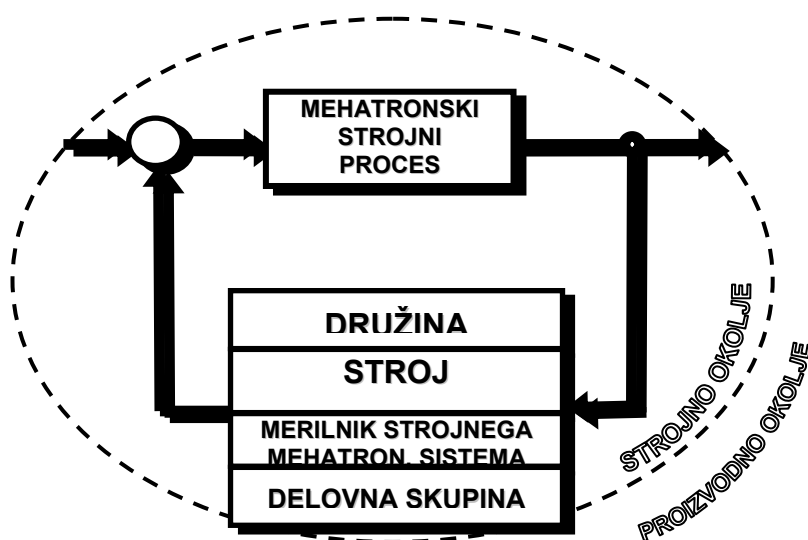 MEHATRONSKI
STROJNI
PROCES
DRUŽINA
STROJ
MERILNIK STROJNEGA
MEHATRON. SISTEMA
DELOVNA SKUPINA
STROJNO OKOLJE
PROIZVODNO OKOLJE